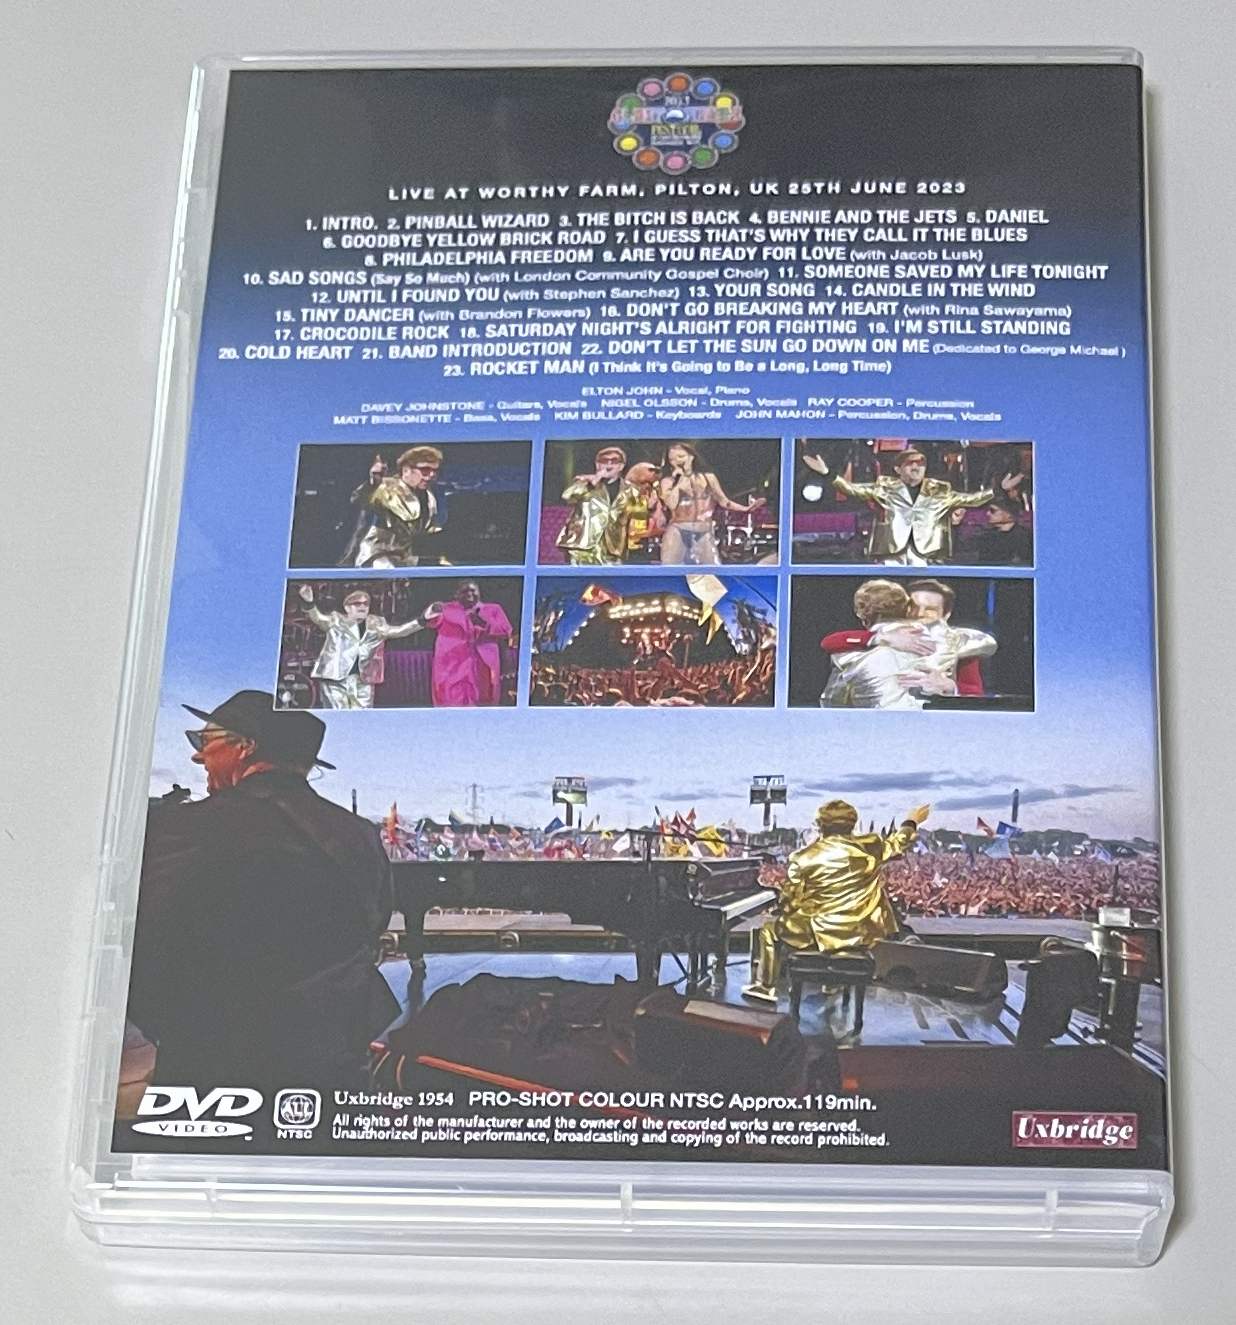 2023
LIVE AT WORTHY FARM, PILTON, UK 25TH JUNE 2023
1. INTRO. 2. PINBALL WIZARD 3. THE BITCH IS BACK 4. BENNIE AND THE JETS 5. DANIEL
6. GOODBYE YELLOW BRICK ROAD 7. I GUESS THAT'S WHY THEY CALL IT THE BLUES
8. PHILADELPHIA FREEDOM 9. ARE YOU READY FOR LOVE (with Jacob Lusk)
10. SAD SONGS (Say So Much) (with London Community Gospel Choir) 11. SOMEONE SAVED MY LIFE TONIGHT
12. UNTIL I FOUND YOU (with Stephen Sanchez) 13. YOUR SONG 14. CANDLE IN THE WIND
15. TINY DANCER (with Brandon Flowers) 16. DON'T GO BREAKING MY HEART (with Rina Sawayama)
17. CROCODILE ROCK 18. SATURDAY NIGHT'S ALRIGHT FOR FIGHTING 19. I'M STILL STANDING
20. COLD HEART 21. BAND INTRODUCTION 22. DON'T LET THE SUN GO DOWN ON ME (Dedicated to George Michael)
23. ROCKET MAN (I Think It's Going to Be a Long, Long Time)
ELTON JOHN - Vocal, Piano
DAVEY JOHNSTONE - Guitars, Vocals NIGEL OLSSON - Drums, Vocals RAY COOPER - Percussion
MATT BISSONETTE - Bass, Vocals KIM BULLARD - Keyboards JOHN MAHON - Percussion, Drums, Vocals
DVD VIDEO
ALL NTSC
Uxbridge 1954 PRO-SHOT COLOUR NTSC Approx.119min.
All rights of the manufacturer and the owner of the recorded works are reserved.
Unauthorized public performance, broadcasting and copying of the record prohibited.
Uxbridge